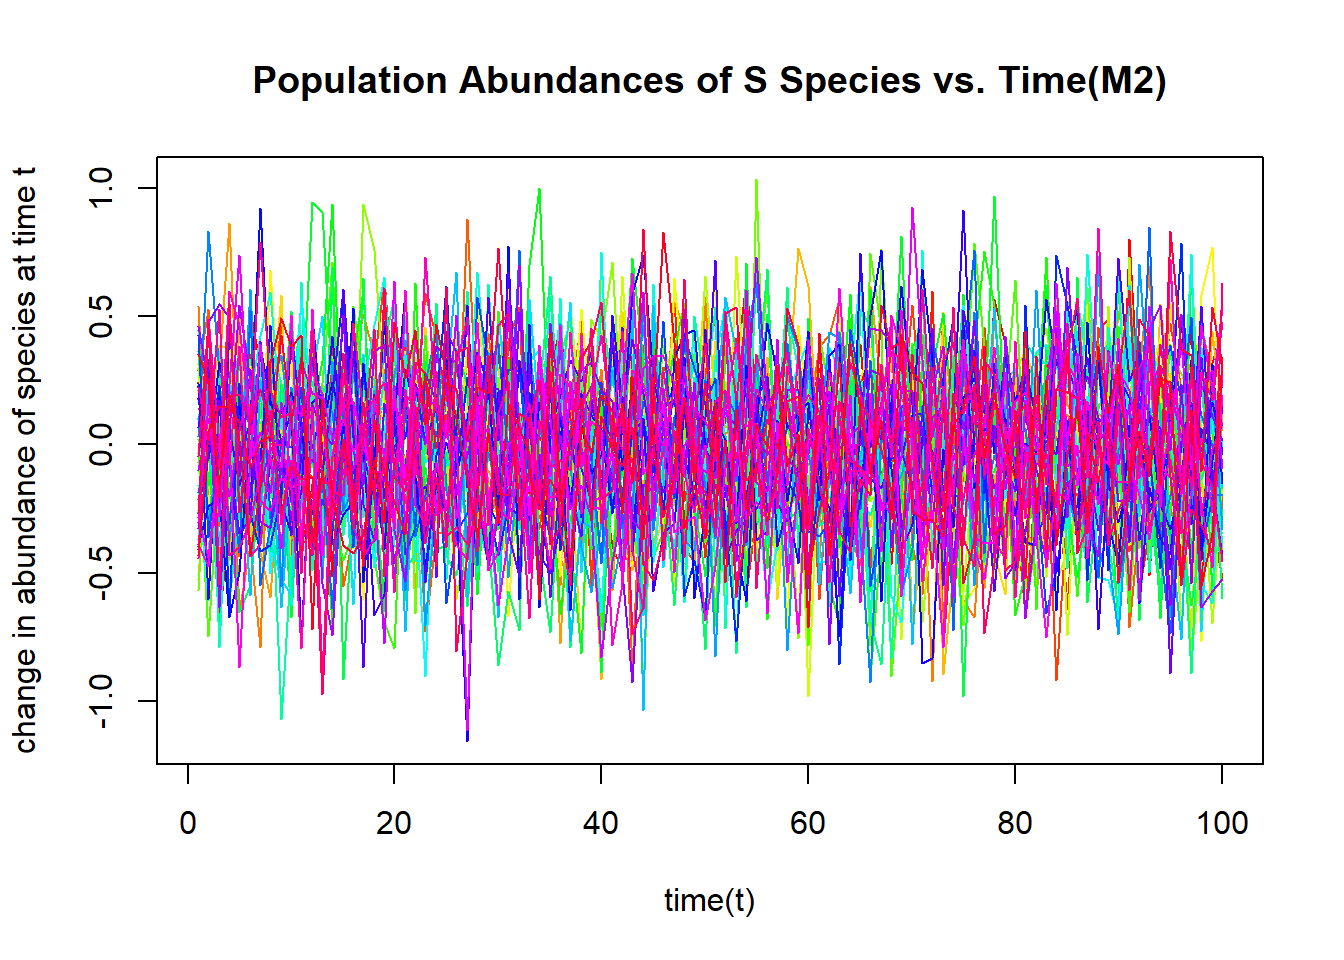 Population Abundances of S Species vs. Time(M2)
change in abundance of species at time t
1.0
0.5
0.0
-0.5
-1.0
0 20 40 60 80 100
time(t)